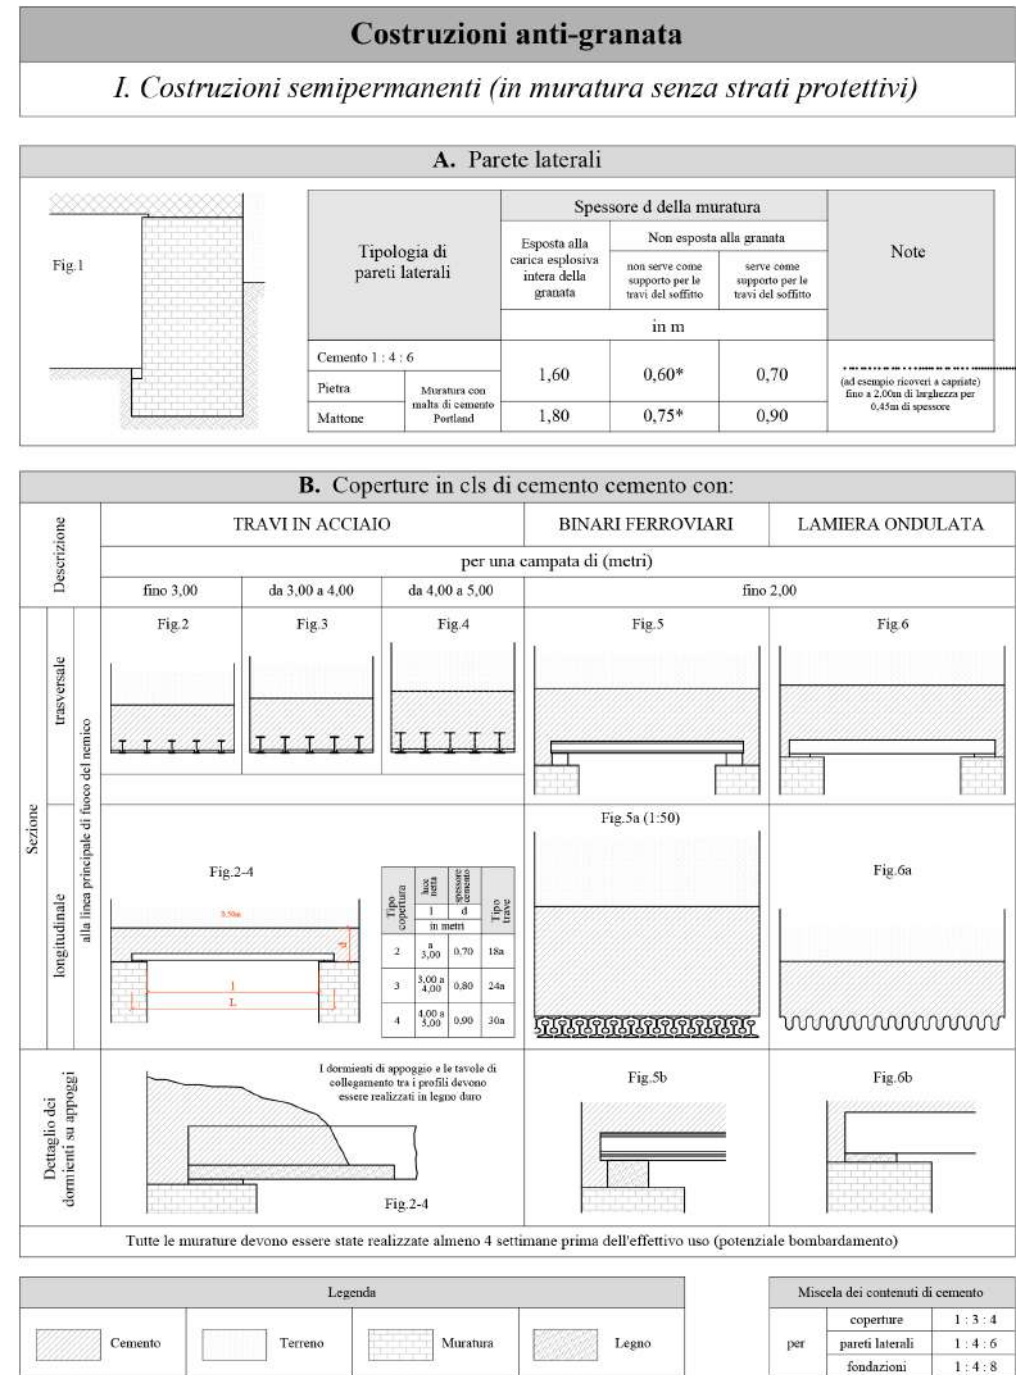 Costruzioni anti-granata
I. Costruzioni semipermanenti (in muratura senza strati protettivi)
A. Parete laterali
Fig.1
Tipologia di
pareti laterali
Spessore d della muratura
Esposta alla
carica esplosiva
intera della
granata
Non esposta alla granata
non serve come
supporto per le
travi del soffitto
serve come
supporto per le
travi del soffitto
in m
Note
Cemento 1 : 4 : 6
Pietra
Mattone
Muratura con
malta di cemento
Portland
1,60
0,60*
0,70
1,80
0,75*
0,90
(ad esempio ricoveri a capriate)
fino a 2,00m di larghezza per
0,45m di spessore
B. Coperture in cls di cemento cemento con:
Descrizione
TRAVI IN ACCIAIO
BINARI FERROVIARI
LAMIERA ONDULATA
per una campata di (metri)
fino 3,00
da 3,00 a 4,00
da 4,00 a 5,00
fino 2,00
Sezione
trasversale
longitudinale
alla linea principale di fuoco del nemico
Fig.2
Fig.3
Fig.4
Fig.5
Fig.6
Fig.2-4
3,50m
d
l
L
Tipo
copertura
luce
netta
spessore
cemento
Tipo
trave
l
d
in metri
2
a
3,00
0,70
18a
3
3,00 a
4,00
0,80
24a
4
4,00 a
5,00
0,90
30a
Fig.5a (1:50)
Fig.6a
Dettaglio dei
dormienti su appoggi
I dormienti di appoggio e le tavole di
collegamento tra i profili devono
essere realizzati in legno duro
Fig.2-4
Fig.5b
Fig.6b
Tutte le murature devono essere state realizzate almeno 4 settimane prima dell'effettivo uso (potenziale bombardamento)
Legenda
Cemento
Terreno
Muratura
Legno
Miscela dei contenuti di cemento
per
coperture
1 : 3 : 4
pareti laterali
1 : 4 : 6
fondazioni
1 : 4 : 8